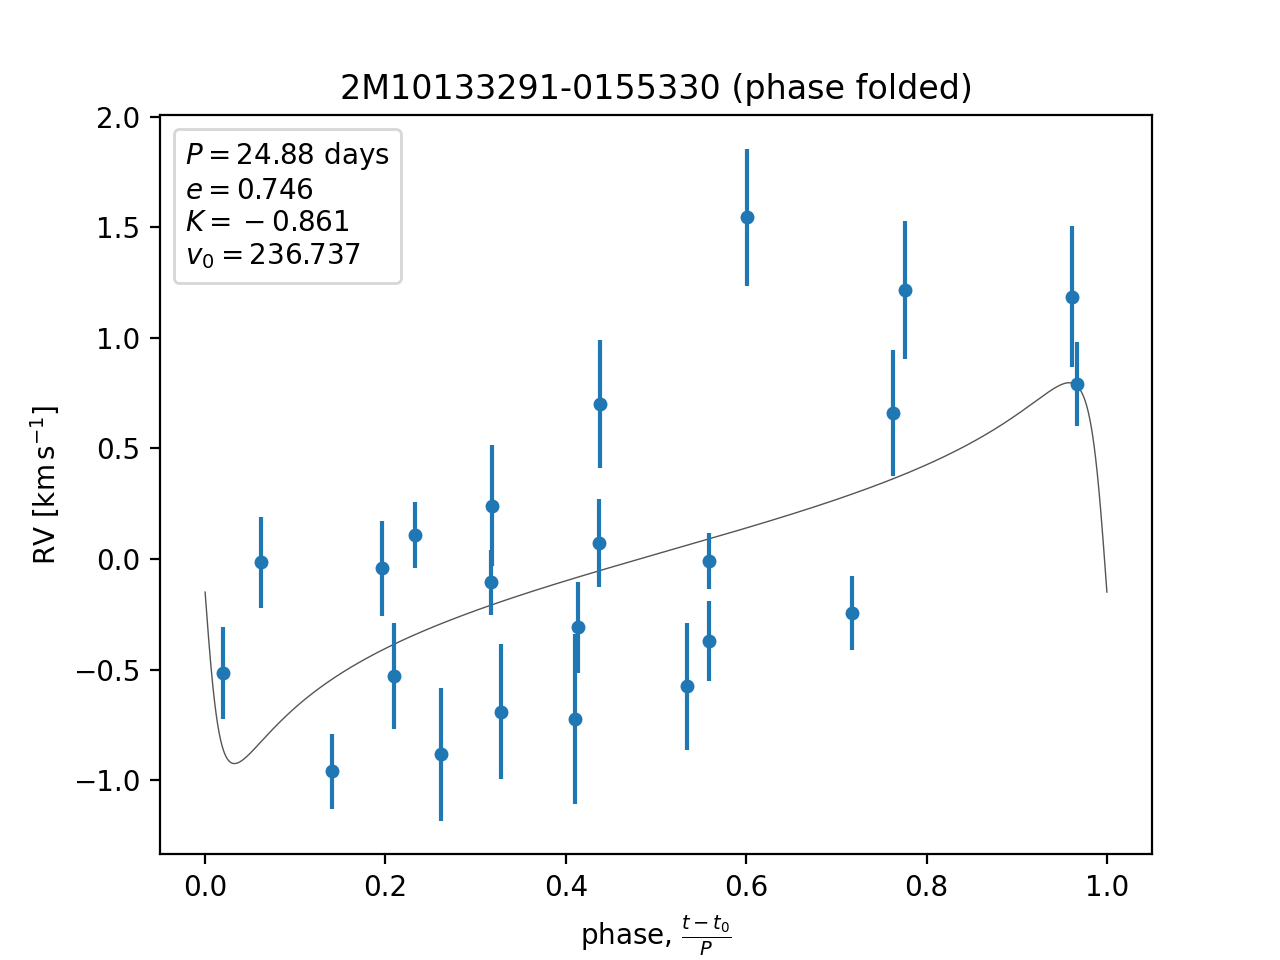 2M10133291-0155330 (phase folded)
P = 24.88 days
e = 0.746
K = −0.861
v₀ = 236.737
2.0
1.5
1.0
0.5
0.0
−0.5
−1.0
RV [km s⁻¹]
0.0 0.2 0.4 0.6 0.8 1.0
phase, (t − t₀)/P